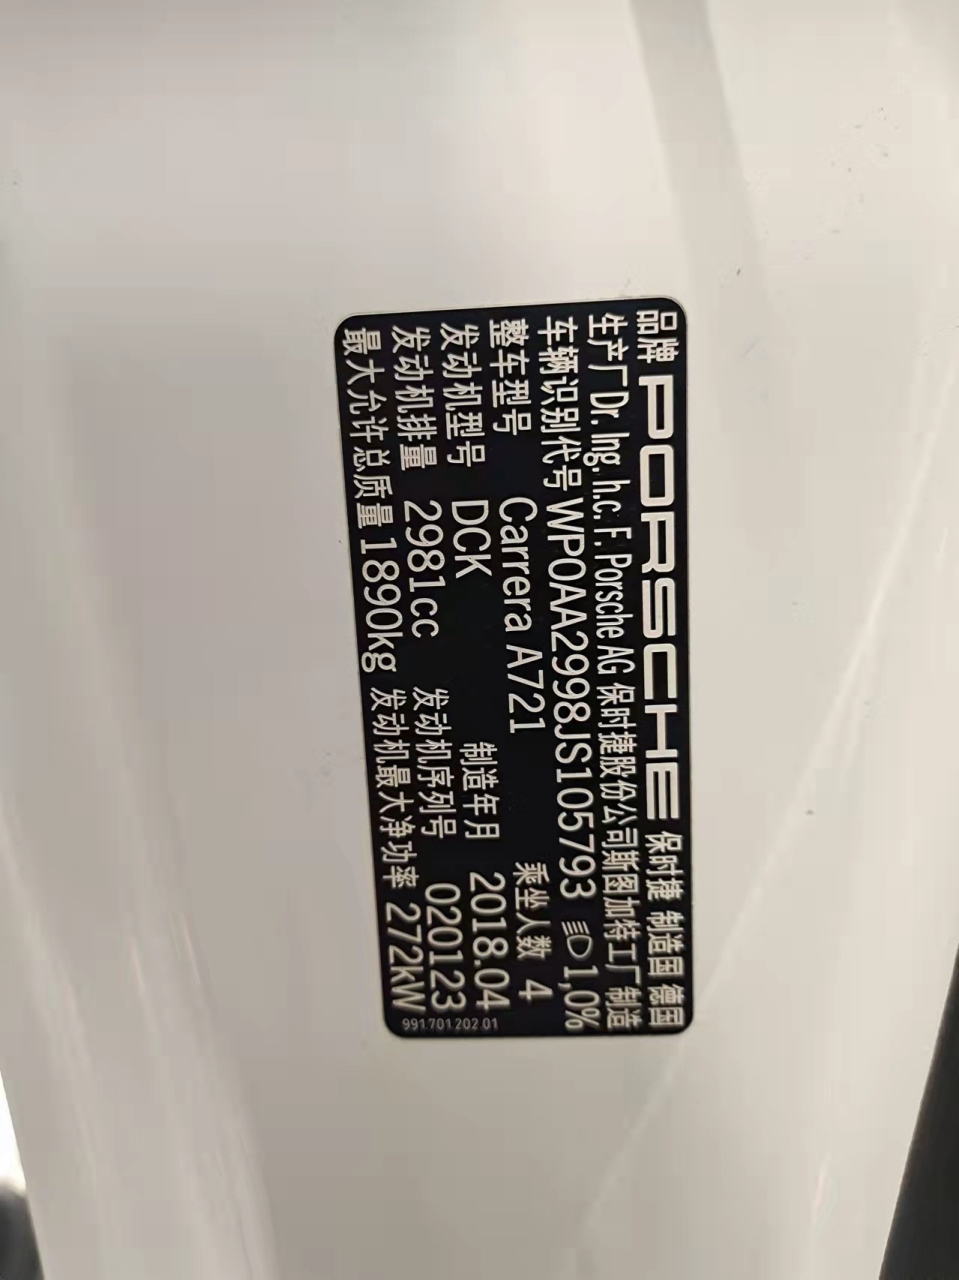 品牌 PORSCHE 保时捷 制造国 德国
生产厂 Dr. Ing. h.c. F. Porsche AG 保时捷股份公司斯图加特工厂制造
车辆识别代号 WP0AA2998JS105793 1,0%
整车型号 Carrera A721 乘坐人数 4
发动机型号 DCK 制造年月 2018.04
发动机排量 2981cc 发动机序列号 020123
最大允许总质量 1890kg 发动机最大净功率 272kW
991 701 202 01